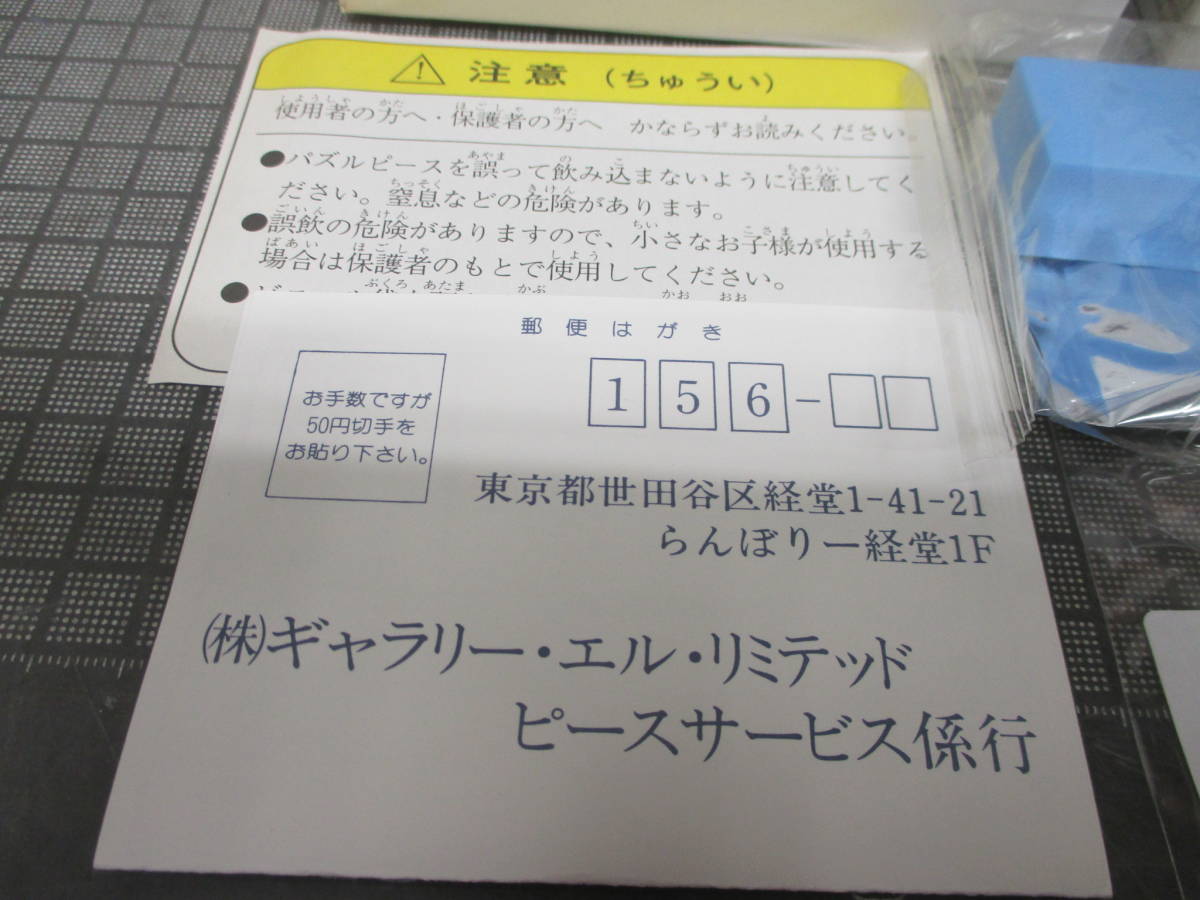 注意（ちゅうい）
使用者の方へ・保護者の方へ かならずお読みください。
●パズルピースを誤って飲み込まないように注意してく
ださい。窒息などの危険があります。
●誤飲の危険がありますので、小さなお子様が使用する
場合は保護者のもとで使用してください。
郵便はがき
お手数ですが
50円切手を
お貼り下さい。
156-
東京都世田谷区経堂1-41-21
らんぼりー経堂1F
㈱ギャラリー・エル・リミテッド
ピースサービス係行